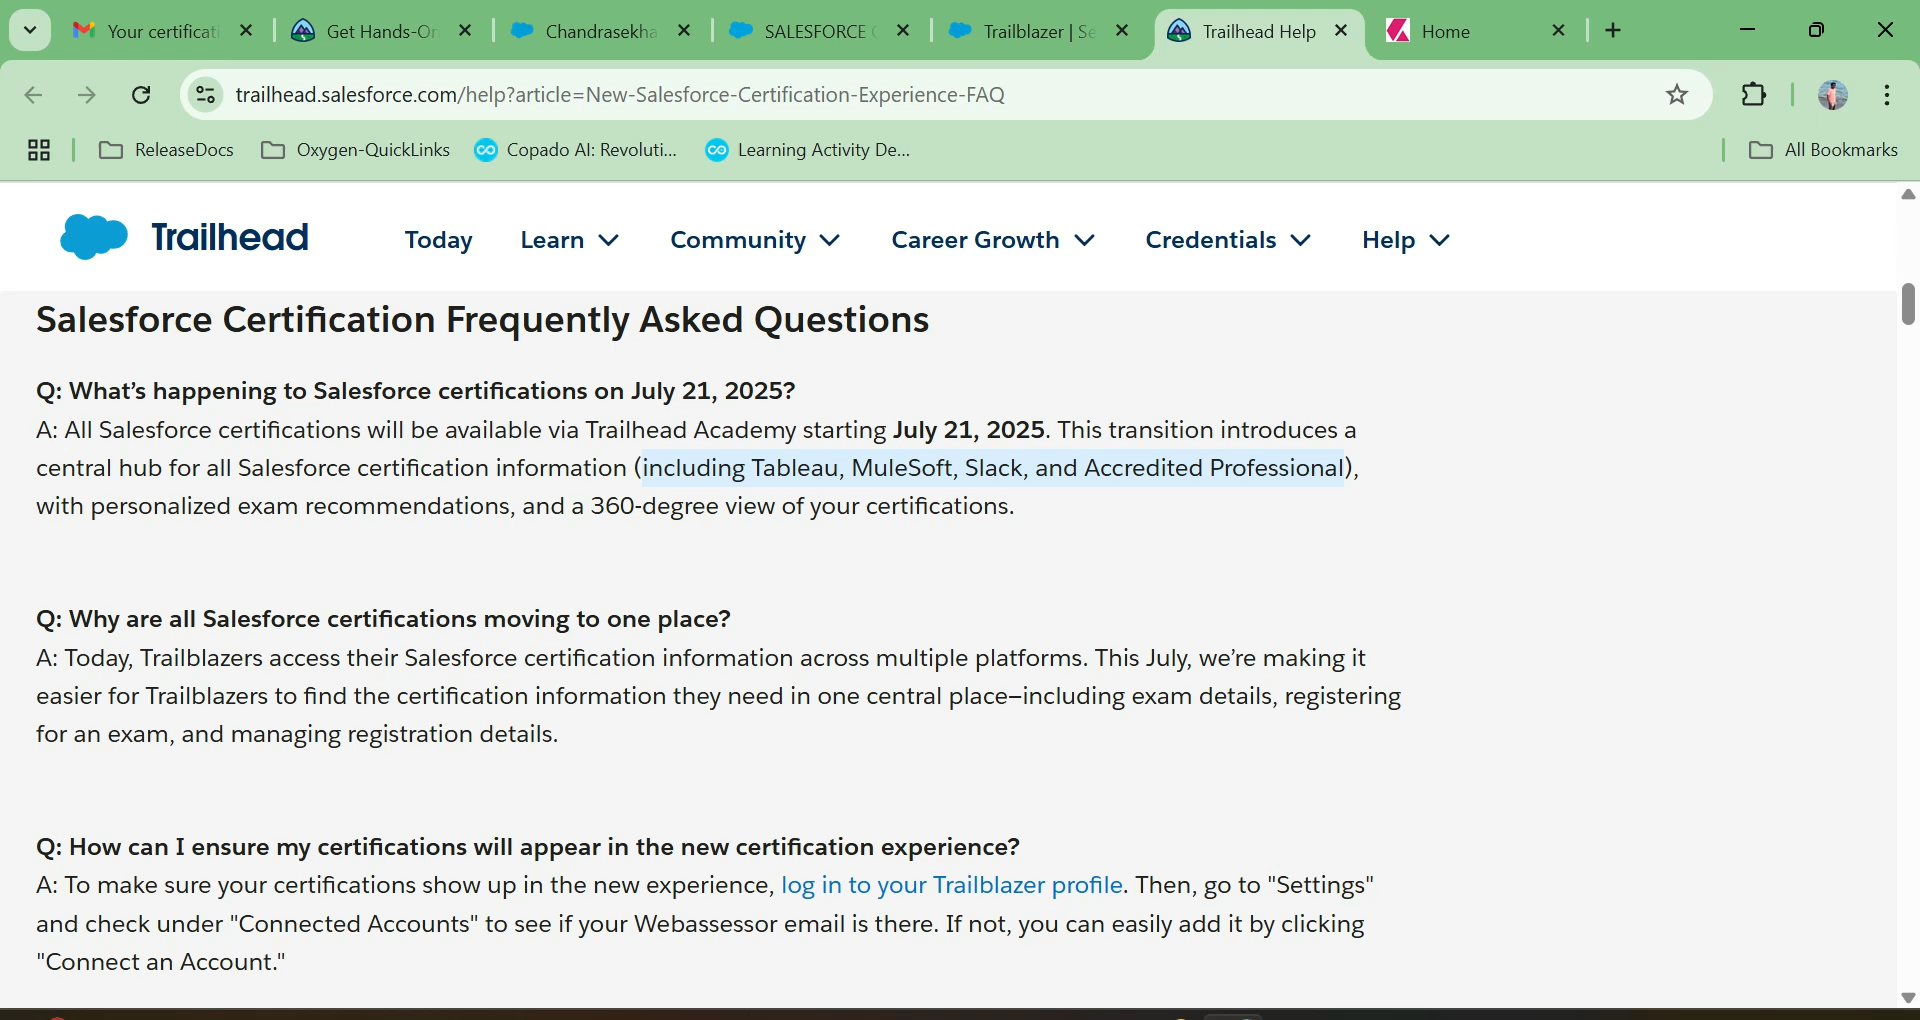 Your certificat
Get Hands-On
Chandrasekha
SALESFORCE
Trailblazer | Se
Trailhead Help
Home
trailhead.salesforce.com/help?article=New-Salesforce-Certification-Experience-FAQ
ReleaseDocs
Oxygen-QuickLinks
Copado AI: Revoluti...
Learning Activity De...
All Bookmarks
Trailhead
Today
Learn
Community
Career Growth
Credentials
Help
Salesforce Certification Frequently Asked Questions
Q: What's happening to Salesforce certifications on July 21, 2025?
A: All Salesforce certifications will be available via Trailhead Academy starting July 21, 2025. This transition introduces a
central hub for all Salesforce certification information (including Tableau, MuleSoft, Slack, and Accredited Professional),
with personalized exam recommendations, and a 360-degree view of your certifications.
Q: Why are all Salesforce certifications moving to one place?
A: Today, Trailblazers access their Salesforce certification information across multiple platforms. This July, we're making it
easier for Trailblazers to find the certification information they need in one central place—including exam details, registering
for an exam, and managing registration details.
Q: How can I ensure my certifications will appear in the new certification experience?
A: To make sure your certifications show up in the new experience, log in to your Trailblazer profile. Then, go to "Settings"
and check under "Connected Accounts" to see if your Webassessor email is there. If not, you can easily add it by clicking
"Connect an Account."